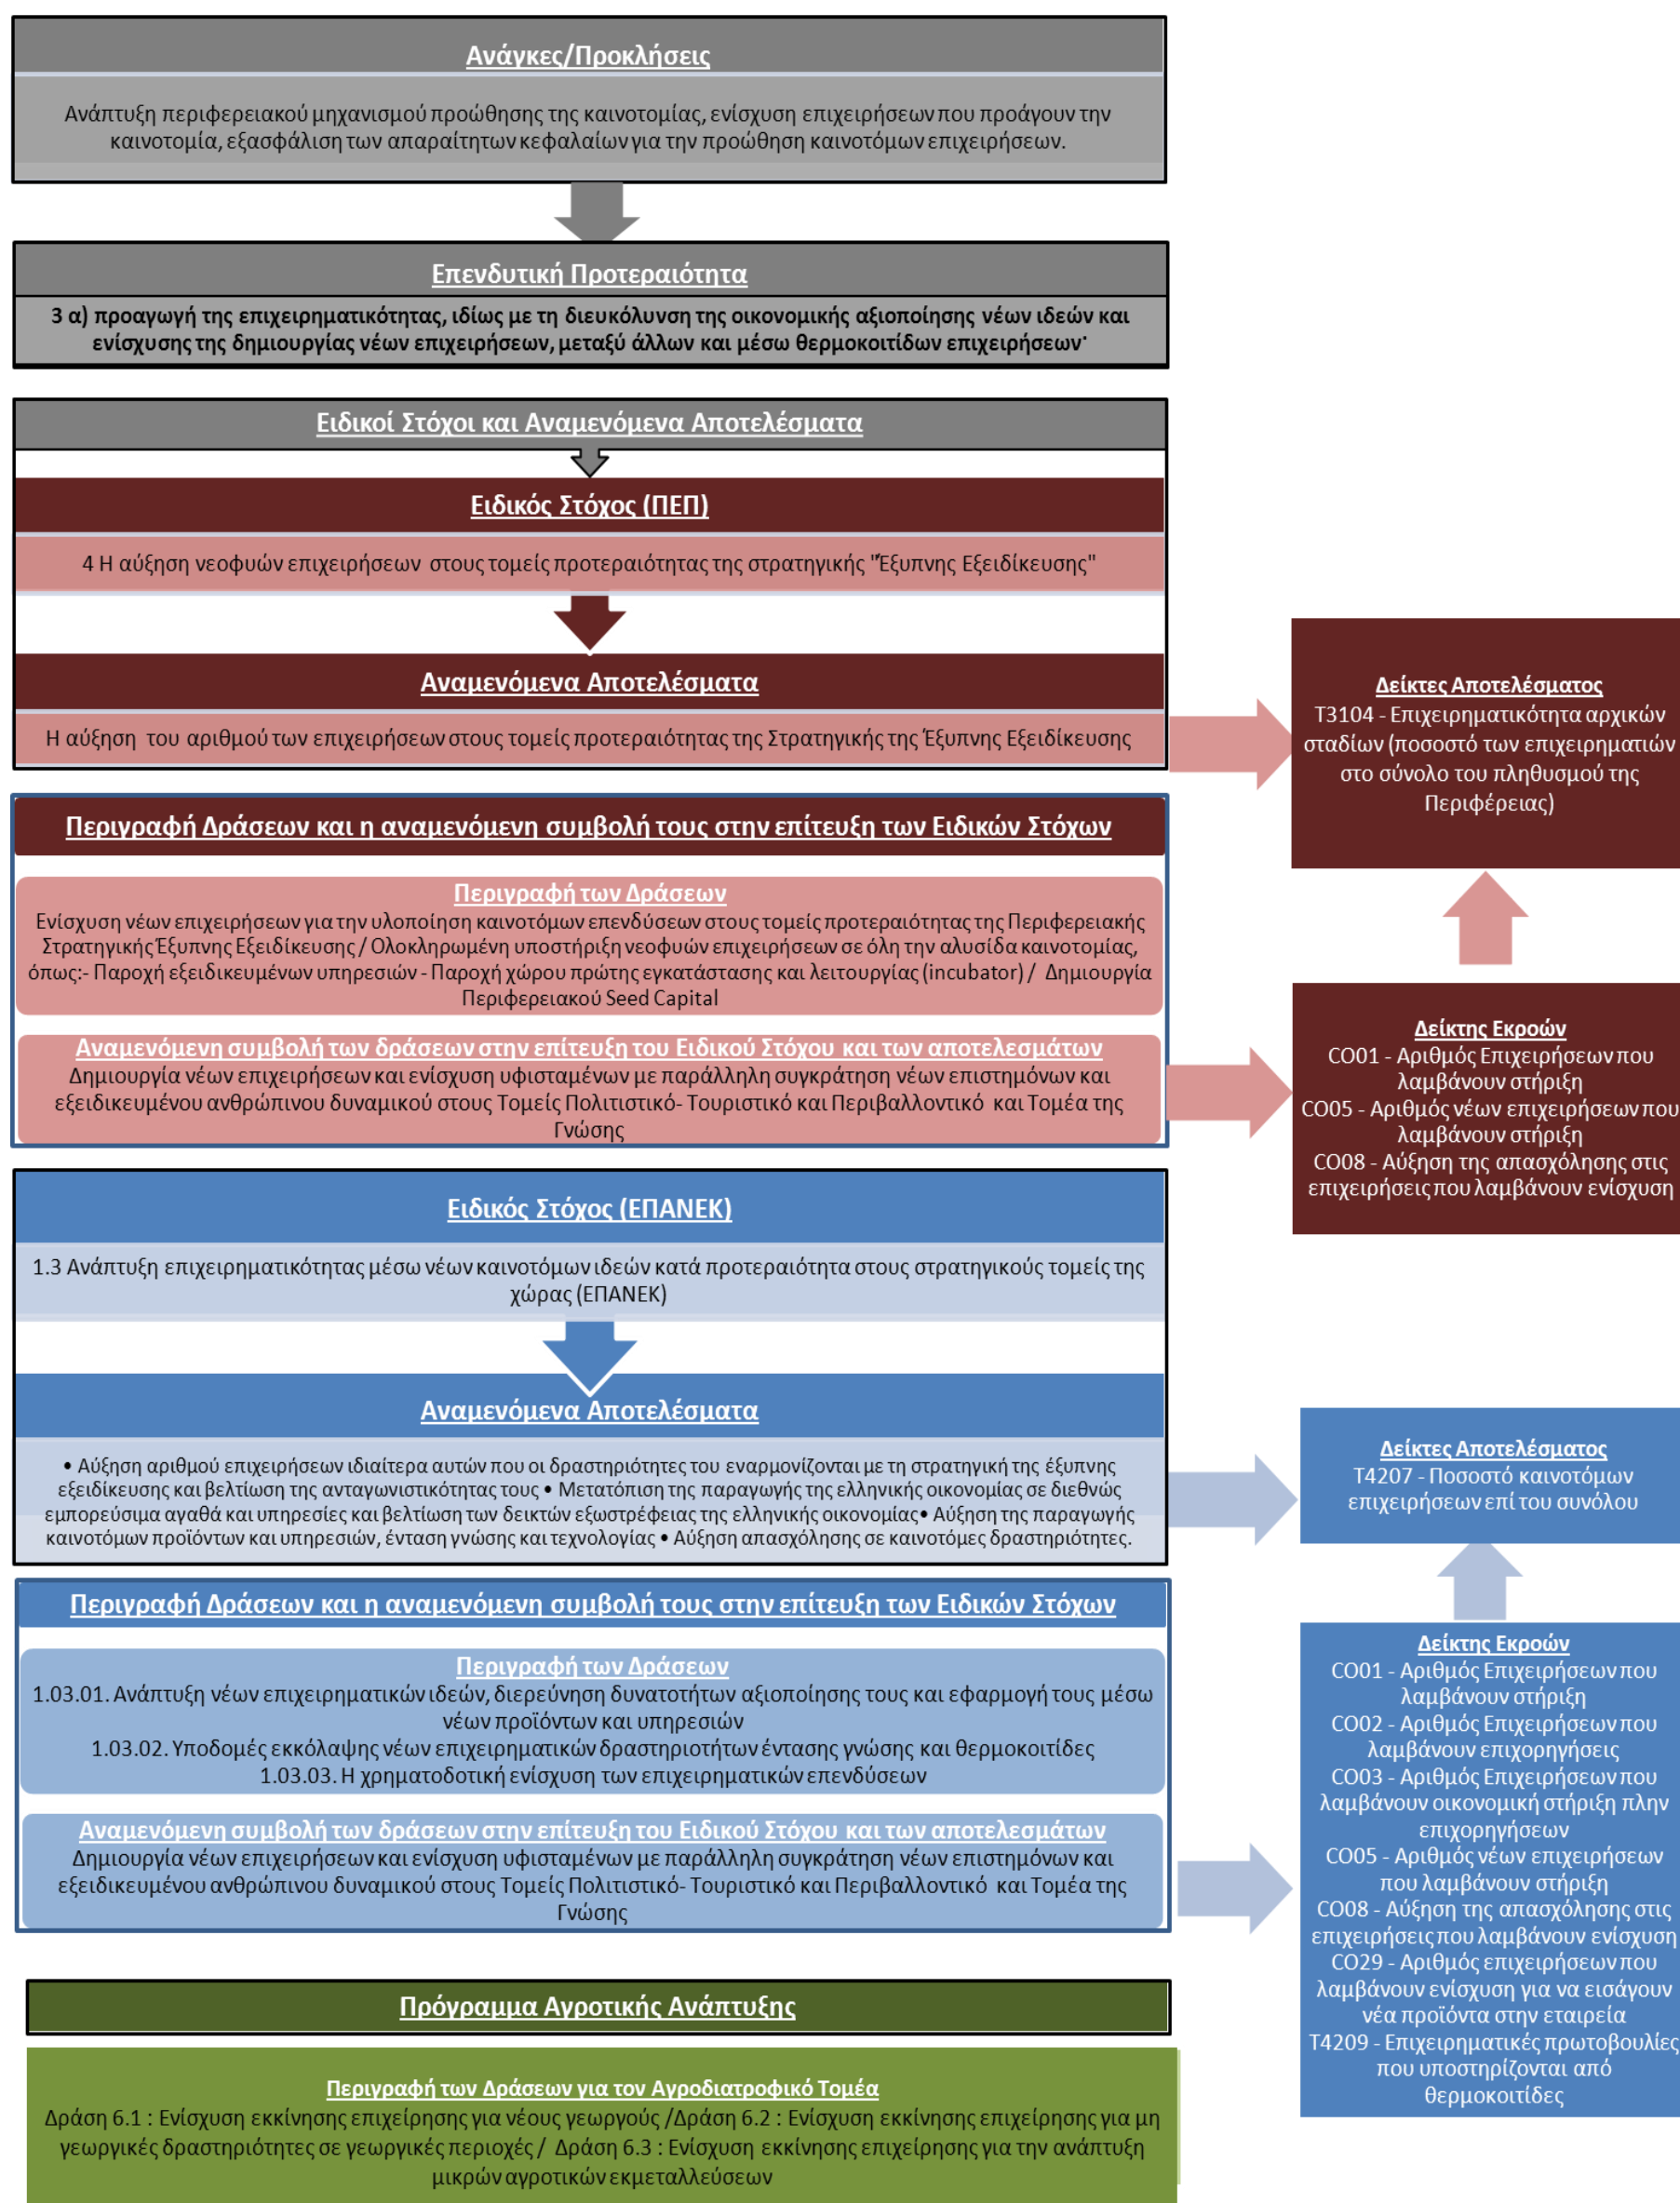 Ανάγκες/Προκλήσεις
Ανάπτυξη περιφερειακού μηχανισμού προώθησης της καινοτομίας, ενίσχυση επιχειρήσεων που προάγουν την
καινοτομία, εξασφάλιση των απαραίτητων κεφαλαίων για την προώθηση καινοτόμων επιχειρήσεων.
Επενδυτική Προτεραιότητα
3 α) προαγωγή της επιχειρηματικότητας, ιδίως με τη διευκόλυνση της οικονομικής αξιοποίησης νέων ιδεών και
ενίσχυσης της δημιουργίας νέων επιχειρήσεων, μεταξύ άλλων και μέσω θερμοκοιτίδων επιχειρήσεων˙
Ειδικοί Στόχοι και Αναμενόμενα Αποτελέσματα
Ειδικός Στόχος (ΠΕΠ)
4 Η αύξηση νεοφυών επιχειρήσεων στους τομείς προτεραιότητας της στρατηγικής "Έξυπνης Εξειδίκευσης"
Αναμενόμενα Αποτελέσματα
Η αύξηση του αριθμού των επιχειρήσεων στους τομείς προτεραιότητας της Στρατηγικής της Έξυπνης Εξειδίκευσης
Δείκτες Αποτελέσματος
Τ3104 - Επιχειρηματικότητα αρχικών
σταδίων (ποσοστό των επιχειρηματιών
στο σύνολο του πληθυσμού της
Περιφέρειας)
Περιγραφή Δράσεων και η αναμενόμενη συμβολή τους στην επίτευξη των Ειδικών Στόχων
Περιγραφή των Δράσεων
Ενίσχυση νέων επιχειρήσεων για την υλοποίηση καινοτόμων επενδύσεων στους τομείς προτεραιότητας της Περιφερειακής
Στρατηγικής Έξυπνης Εξειδίκευσης / Ολοκληρωμένη υποστήριξη νεοφυών επιχειρήσεων σε όλη την αλυσίδα καινοτομίας,
όπως:- Παροχή εξειδικευμένων υπηρεσιών - Παροχή χώρου πρώτης εγκατάστασης και λειτουργίας (incubator) / Δημιουργία
Περιφερειακού Seed Capital
Αναμενόμενη συμβολή των δράσεων στην επίτευξη του Ειδικού Στόχου και των αποτελεσμάτων
Δημιουργία νέων επιχειρήσεων και ενίσχυση υφισταμένων με παράλληλη συγκράτηση νέων επιστημόνων και
εξειδικευμένου ανθρώπινου δυναμικού στους Τομείς Πολιτιστικό- Τουριστικό και Περιβαλλοντικό και Τομέα της
Γνώσης
Δείκτης Εκροών
CO01 - Αριθμός Επιχειρήσεων που
λαμβάνουν στήριξη
CO05 - Αριθμός νέων επιχειρήσεων που
λαμβάνουν στήριξη
CO08 - Αύξηση της απασχόλησης στις
επιχειρήσεις που λαμβάνουν ενίσχυση
Ειδικός Στόχος (ΕΠΑΝΕΚ)
1.3 Ανάπτυξη επιχειρηματικότητας μέσω νέων καινοτόμων ιδεών κατά προτεραιότητα στους στρατηγικούς τομείς της
χώρας (ΕΠΑΝΕΚ)
Αναμενόμενα Αποτελέσματα
• Αύξηση αριθμού επιχειρήσεων ιδιαίτερα αυτών που οι δραστηριότητες του εναρμονίζονται με τη στρατηγική της έξυπνης
εξειδίκευσης και βελτίωση της ανταγωνιστικότητας τους • Μετατόπιση της παραγωγής της ελληνικής οικονομίας σε διεθνώς
εμπορεύσιμα αγαθά και υπηρεσίες και βελτίωση των δεικτών εξωστρέφειας της ελληνικής οικονομίας• Αύξηση της παραγωγής
καινοτόμων προϊόντων και υπηρεσιών, ένταση γνώσης και τεχνολογίας • Αύξηση απασχόλησης σε καινοτόμες δραστηριότητες.
Δείκτες Αποτελέσματος
Τ4207 - Ποσοστό καινοτόμων
επιχειρήσεων επί του συνόλου
Περιγραφή Δράσεων και η αναμενόμενη συμβολή τους στην επίτευξη των Ειδικών Στόχων
Περιγραφή των Δράσεων
1.03.01. Ανάπτυξη νέων επιχειρηματικών ιδεών, διερεύνηση δυνατοτήτων αξιοποίησης τους και εφαρμογή τους μέσω
νέων προϊόντων και υπηρεσιών
1.03.02. Υποδομές εκκόλαψης νέων επιχειρηματικών δραστηριοτήτων έντασης γνώσης και θερμοκοιτίδες
1.03.03. Η χρηματοδοτική ενίσχυση των επιχειρηματικών επενδύσεων
Αναμενόμενη συμβολή των δράσεων στην επίτευξη του Ειδικού Στόχου και των αποτελεσμάτων
Δημιουργία νέων επιχειρήσεων και ενίσχυση υφισταμένων με παράλληλη συγκράτηση νέων επιστημόνων και
εξειδικευμένου ανθρώπινου δυναμικού στους Τομείς Πολιτιστικό- Τουριστικό και Περιβαλλοντικό και Τομέα της
Γνώσης
Δείκτης Εκροών
CO01 - Αριθμός Επιχειρήσεων που
λαμβάνουν στήριξη
CO02 - Αριθμός Επιχειρήσεων που
λαμβάνουν επιχορηγήσεις
CO03 - Αριθμός Επιχειρήσεων που
λαμβάνουν οικονομική στήριξη πλην
επιχορηγήσεων
CO05 - Αριθμός νέων επιχειρήσεων
που λαμβάνουν στήριξη
CO08 - Αύξηση της απασχόλησης στις
επιχειρήσεις που λαμβάνουν ενίσχυση
CO29 - Αριθμός επιχειρήσεων που
λαμβάνουν ενίσχυση για να εισάγουν
νέα προϊόντα στην εταιρεία
Τ4209 - Επιχειρηματικές πρωτοβουλίες
που υποστηρίζονται από
θερμοκοιτίδες
Πρόγραμμα Αγροτικής Ανάπτυξης
Περιγραφή των Δράσεων για τον Αγροδιατροφικό Τομέα
Δράση 6.1 : Ενίσχυση εκκίνησης επιχείρησης για νέους γεωργούς /Δράση 6.2 : Ενίσχυση εκκίνησης επιχείρησης για μη
γεωργικές δραστηριότητες σε γεωργικές περιοχές / Δράση 6.3 : Ενίσχυση εκκίνησης επιχείρησης για την ανάπτυξη
μικρών αγροτικών εκμεταλλεύσεων